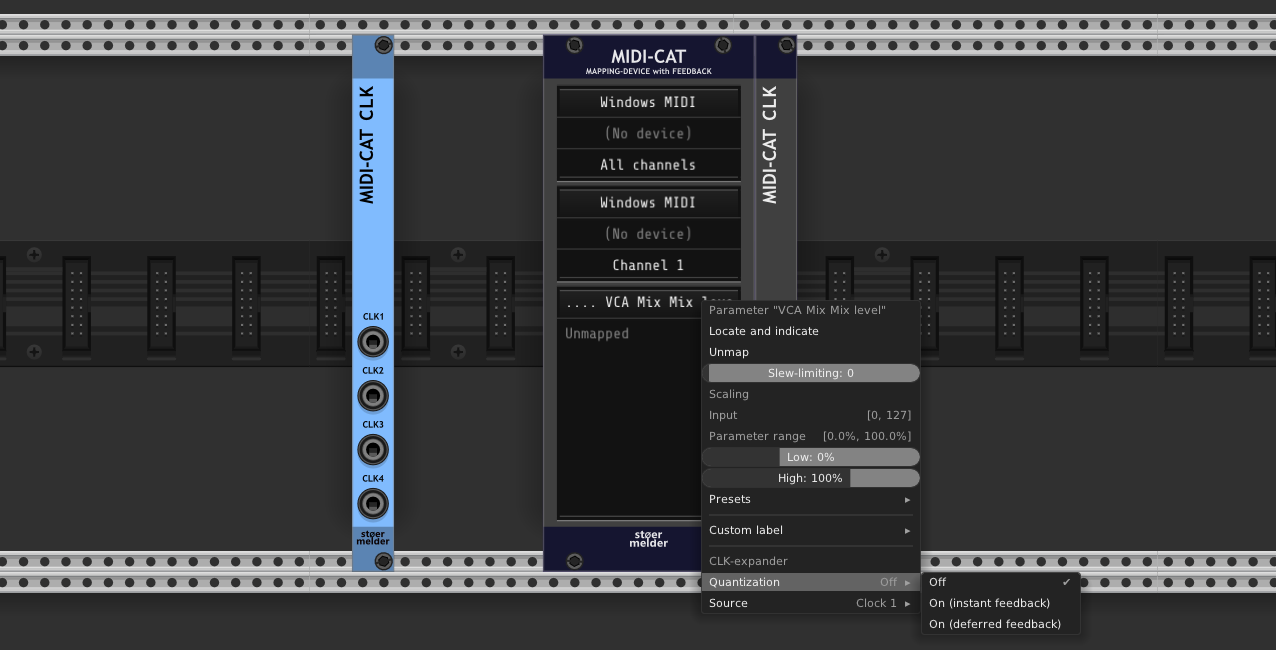 MIDI-CAT CLK
CLK1
CLK2
CLK3
CLK4
støer
melder
MIDI-CAT
MAPPING-DEVICE with FEEDBACK
Windows MIDI
(No device)
All channels
Windows MIDI
(No device)
Channel 1
.... VCA Mix Mix
Unmapped
støer
melder
MIDI-CAT CLK
Parameter "VCA Mix Mix level"
Locate and indicate
Unmap
Slew-limiting: 0
Scaling
Input [0, 127]
Parameter range [0.0%, 100.0%]
Low: 0%
High: 100%
Presets ▸
Custom label ▸
CLK-expander
Quantization Off ▸
Source Clock 1 ▸
Off ✔
On (instant feedback)
On (deferred feedback)